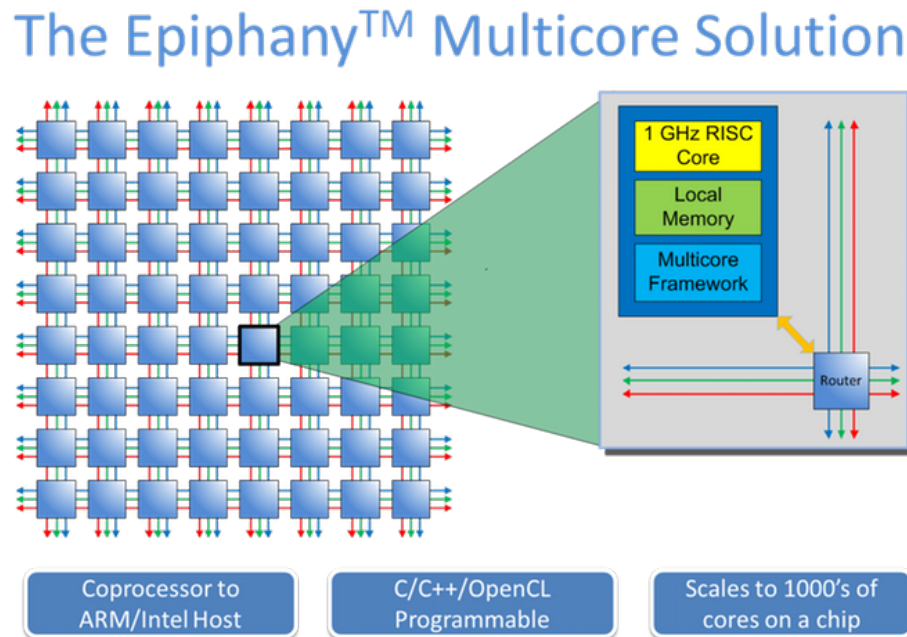 The Epiphany™ Multicore Solution
1 GHz RISC
Core
Local
Memory
Multicore
Framework
Router
Coprocessor to
ARM/Intel Host
C/C++/OpenCL
Programmable
Scales to 1000’s of
cores on a chip